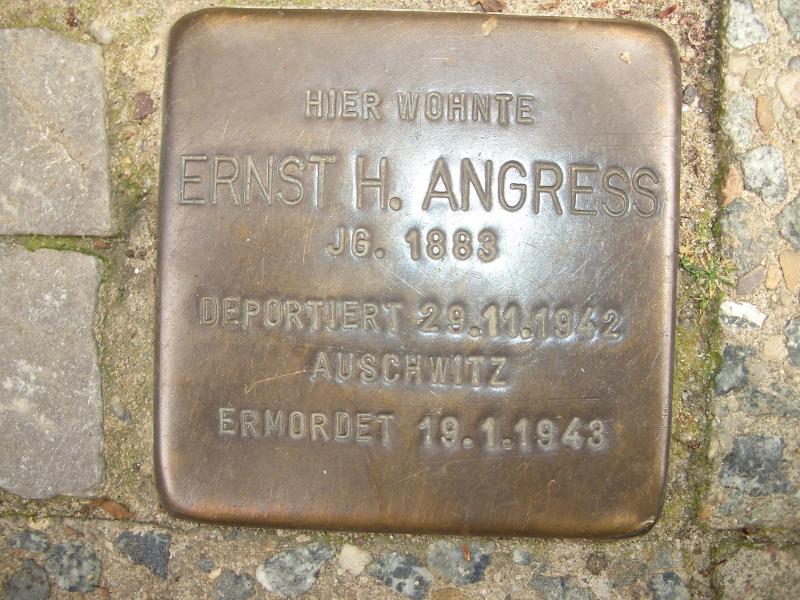 HIER WOHNTE
ERNST H. ANGRESS
JG. 1883
DEPORTIERT 29.11.1942
AUSCHWITZ
ERMORDET 19.1.1943